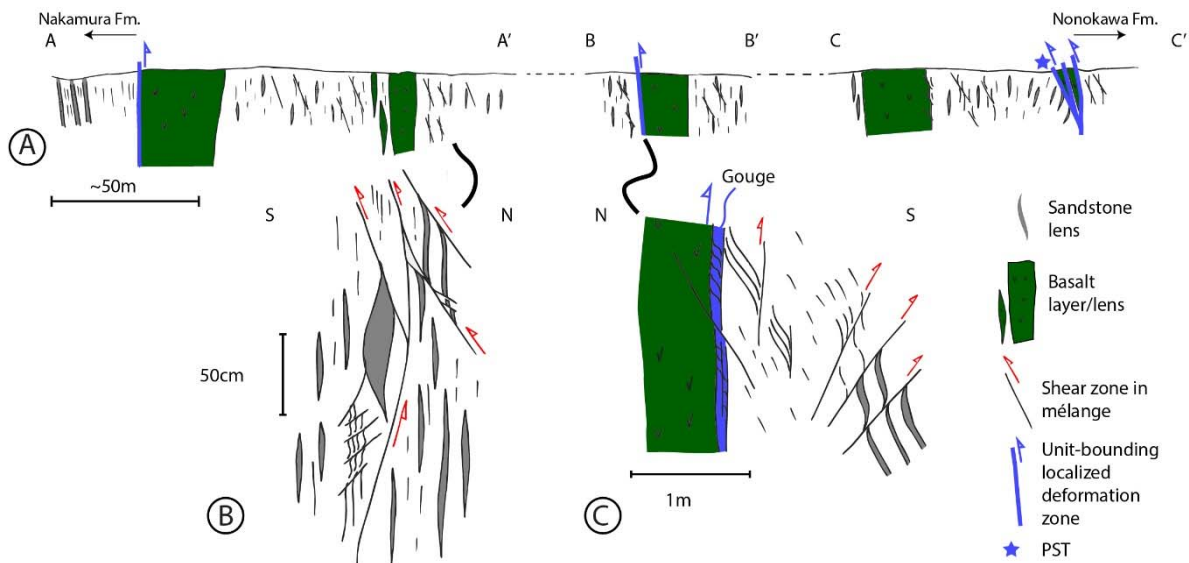 Nakamura Fm.
Nonokawa Fm.
A
A’
B
B’
C
C’
A
~50m
S
N
N
S
Gouge
50cm
B
1m
C
Sandstone
lens
Basalt
layer/lens
Shear zone in
mélange
Unit-bounding
localized
deformation
zone
PST
PST